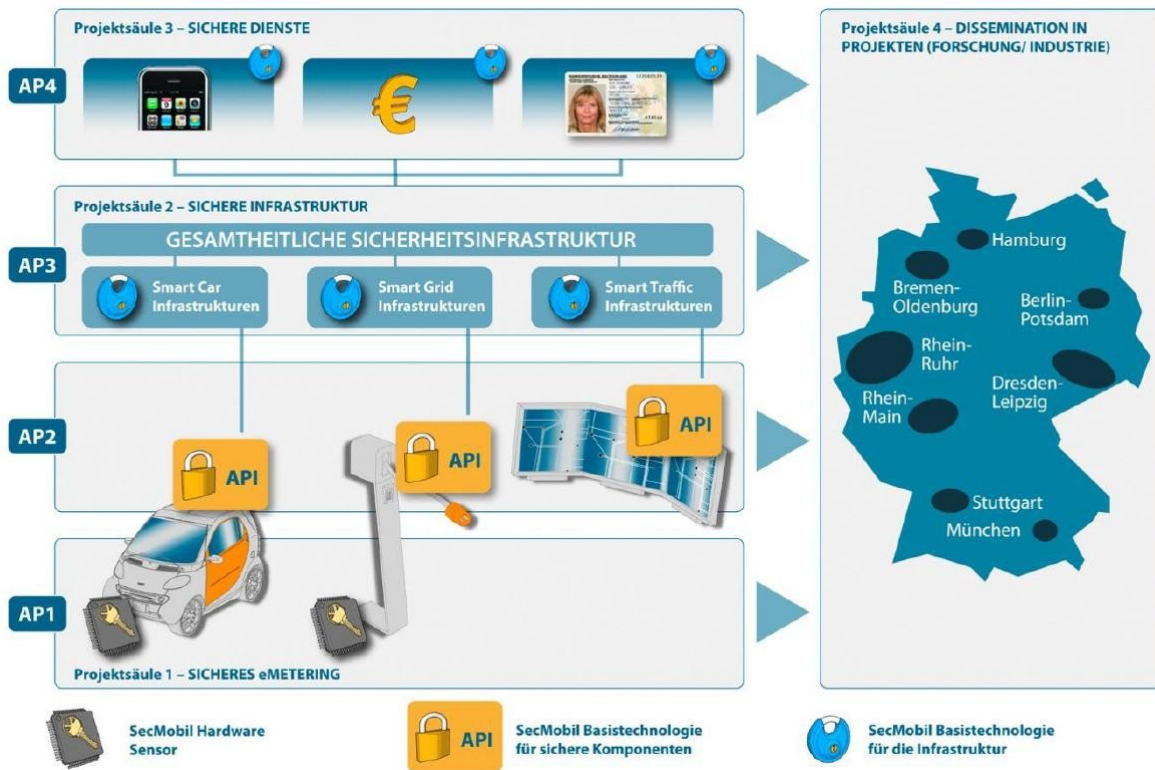 Projektsäule 3 – SICHERE DIENSTE
AP4
Projektsäule 2 – SICHERE INFRASTRUKTUR
GESAMTHEITLICHE SICHERHEITSINFRASTRUKTUR
AP3
Smart Car
Infrastrukturen
Smart Grid
Infrastrukturen
Smart Traffic
Infrastrukturen
AP2
API
API
API
AP1
Projektsäule 1 – SICHERES eMETERING
Projektsäule 4 – DISSEMINATION IN
PROJEKTEN (FORSCHUNG/ INDUSTRIE)
Hamburg
Bremen-
Oldenburg
Berlin-
Potsdam
Rhein-
Ruhr
Dresden-
Leipzig
Rhein-
Main
Stuttgart
München
SecMobil Hardware
Sensor
API
SecMobil Basistechnologie
für sichere Komponenten
SecMobil Basistechnologie
für die Infrastruktur